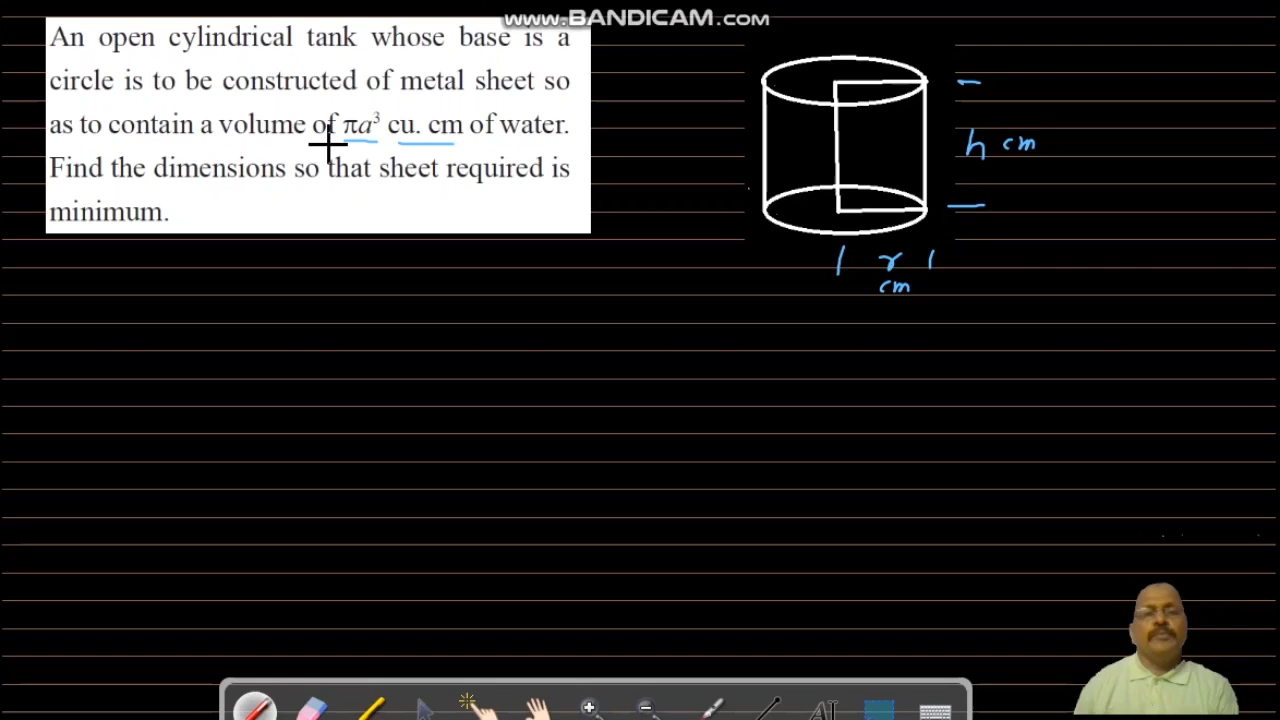 WWW.BANDICAM.COM
An open cylindrical tank whose base is a
circle is to be constructed of metal sheet so
as to contain a volume of πa³ cu. cm of water.
Find the dimensions so that sheet required is
minimum.
h cm
r
cm